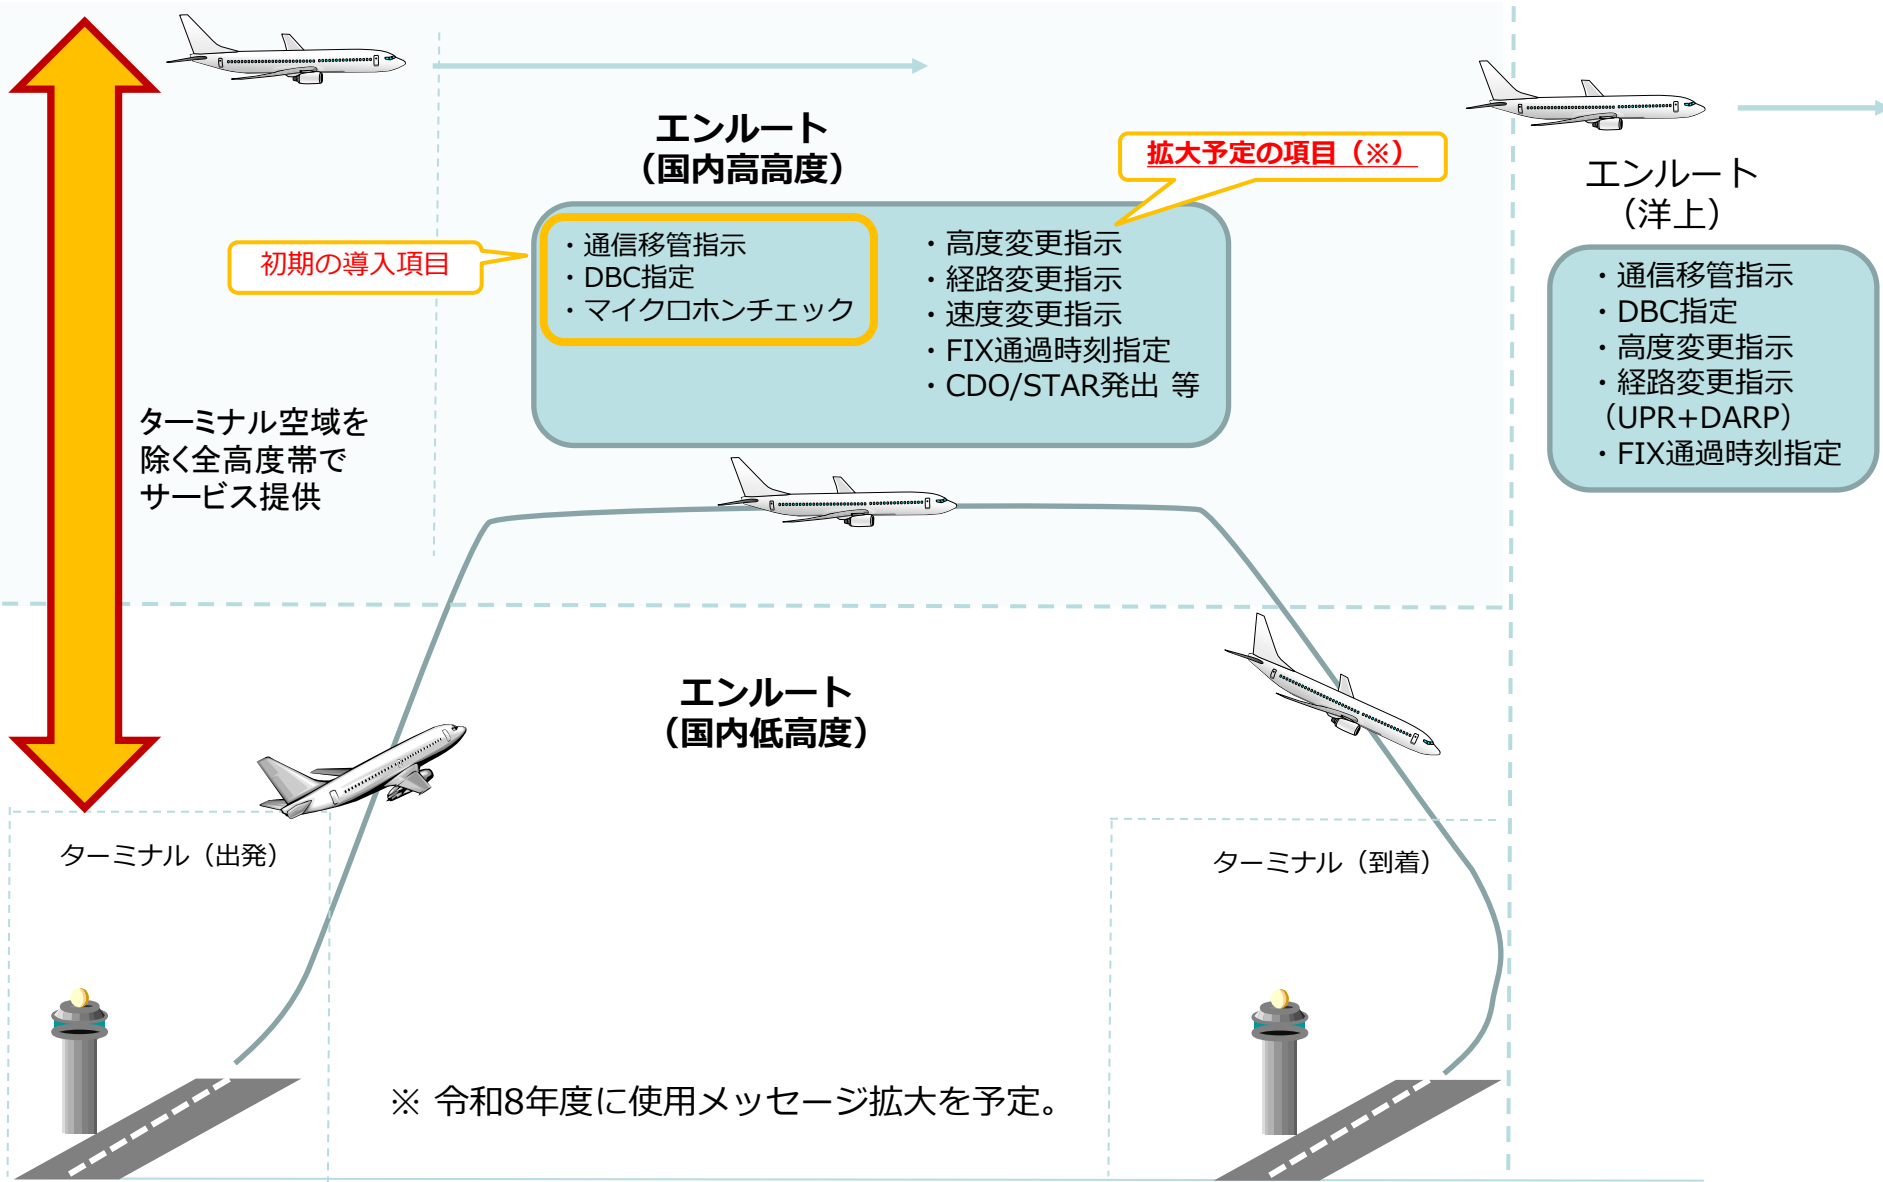 エンルート
（国内高高度）
拡大予定の項目（※）
初期の導入項目
・通信移管指示
・DBC指定
・マイクロホンチェック
・高度変更指示
・経路変更指示
・速度変更指示
・FIX通過時刻指定
・CDO/STAR発出 等
エンルート
（洋上）
・通信移管指示
・DBC指定
・高度変更指示
・経路変更指示
（UPR+DARP）
・FIX通過時刻指定
ターミナル空域を
除く全高度帯で
サービス提供
エンルート
（国内低高度）
ターミナル（出発）
ターミナル（到着）
※ 令和8年度に使用メッセージ拡大を予定。